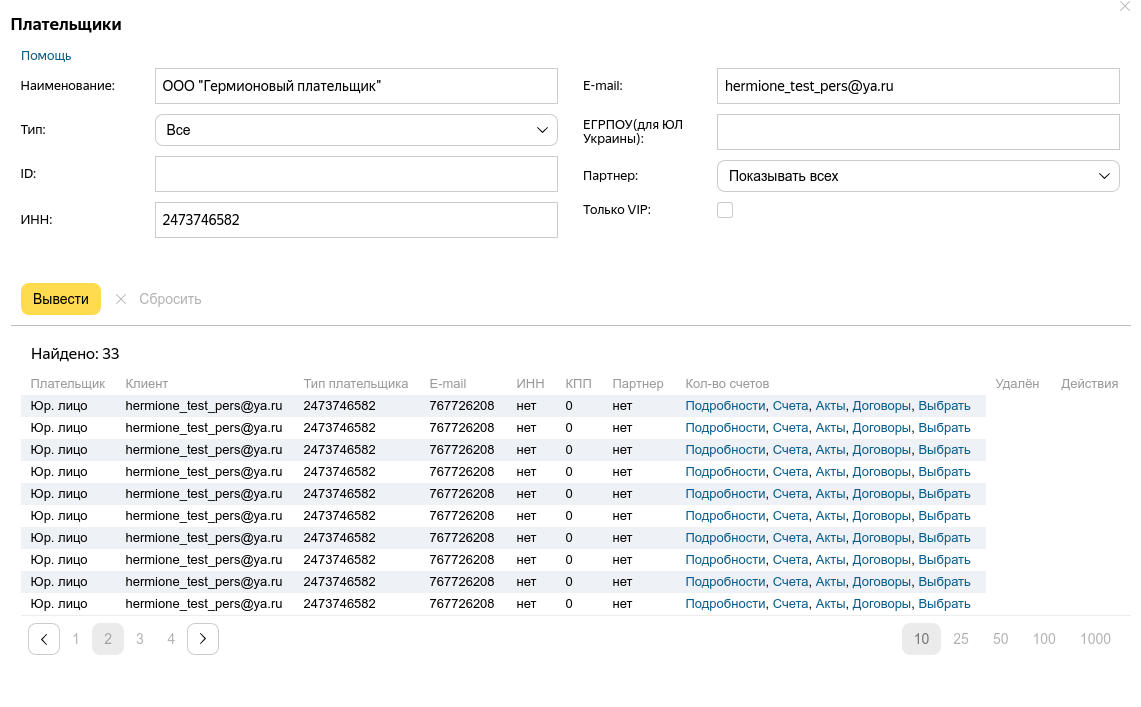 Плательщики
Помощь
Наименование: ООО "Гермионовый плательщик" E-mail: hermione_test_pers@ya.ru
Тип: Все ЕГРПОУ(для ЮЛ
Украины):
ID: Партнер: Показывать всех
ИНН: 2473746582 Только VIP:
Вывести Сбросить
Найдено: 33
Плательщик Клиент Тип плательщика E-mail ИНН КПП Партнер Кол-во счетов Удалён Действия
Юр. лицо hermione_test_pers@ya.ru 2473746582 767726208 нет 0 нет Подробности, Счета, Акты, Договоры, Выбрать
Юр. лицо hermione_test_pers@ya.ru 2473746582 767726208 нет 0 нет Подробности, Счета, Акты, Договоры, Выбрать
Юр. лицо hermione_test_pers@ya.ru 2473746582 767726208 нет 0 нет Подробности, Счета, Акты, Договоры, Выбрать
Юр. лицо hermione_test_pers@ya.ru 2473746582 767726208 нет 0 нет Подробности, Счета, Акты, Договоры, Выбрать
Юр. лицо hermione_test_pers@ya.ru 2473746582 767726208 нет 0 нет Подробности, Счета, Акты, Договоры, Выбрать
Юр. лицо hermione_test_pers@ya.ru 2473746582 767726208 нет 0 нет Подробности, Счета, Акты, Договоры, Выбрать
Юр. лицо hermione_test_pers@ya.ru 2473746582 767726208 нет 0 нет Подробности, Счета, Акты, Договоры, Выбрать
Юр. лицо hermione_test_pers@ya.ru 2473746582 767726208 нет 0 нет Подробности, Счета, Акты, Договоры, Выбрать
Юр. лицо hermione_test_pers@ya.ru 2473746582 767726208 нет 0 нет Подробности, Счета, Акты, Договоры, Выбрать
Юр. лицо hermione_test_pers@ya.ru 2473746582 767726208 нет 0 нет Подробности, Счета, Акты, Договоры, Выбрать
1 2 3 4 10 25 50 100 1000